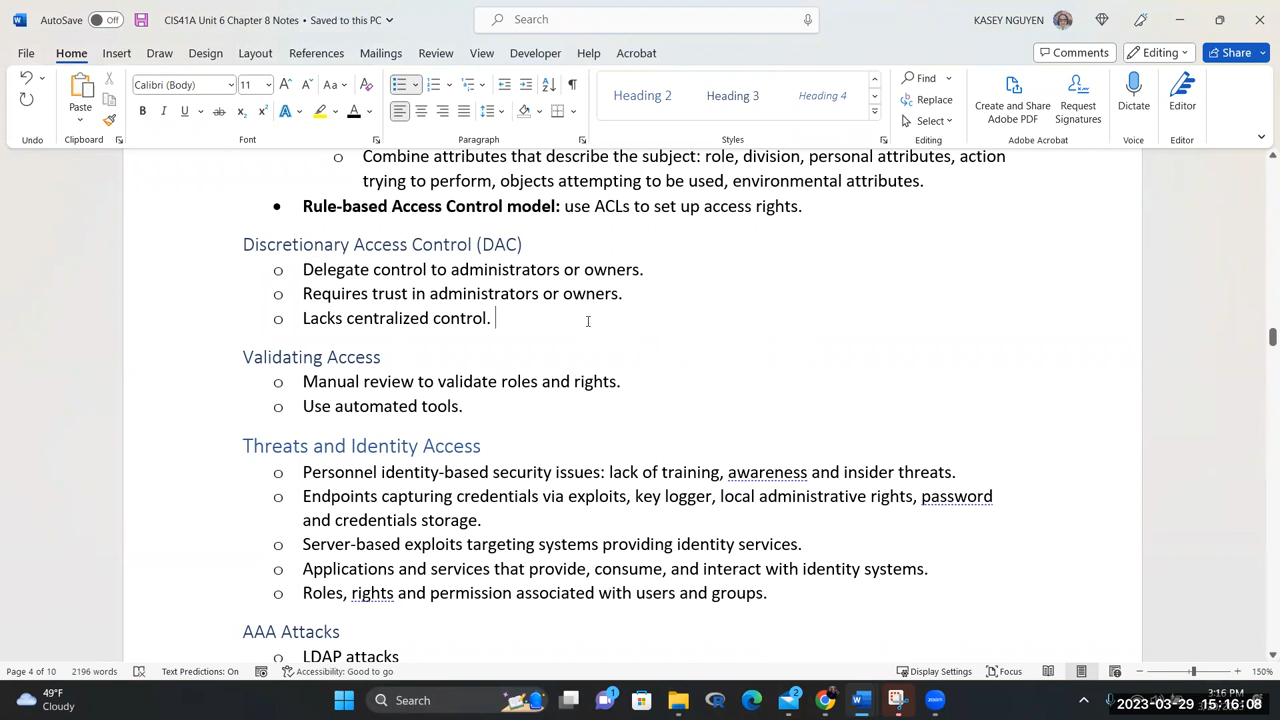 AutoSave Off CIS41A Unit 6 Chapter 8 Notes • Saved to this PC Search KASEY NGUYEN
File Home Insert Draw Design Layout References Mailings Review View Developer Help Acrobat Comments Editing Share
Paste Calibri (Body) 11 Aa Heading 2 Heading 3 Heading 4 Find Replace Select Create and Share Adobe PDF Request Signatures Dictate Editor
Undo Clipboard Font Paragraph Styles Editing Adobe Acrobat Voice Editor
o Combine attributes that describe the subject: role, division, personal attributes, action
trying to perform, objects attempting to be used, environmental attributes.
• Rule-based Access Control model: use ACLs to set up access rights.
Discretionary Access Control (DAC)
o Delegate control to administrators or owners.
o Requires trust in administrators or owners.
o Lacks centralized control.
Validating Access
o Manual review to validate roles and rights.
o Use automated tools.
Threats and Identity Access
o Personnel identity-based security issues: lack of training, awareness and insider threats.
o Endpoints capturing credentials via exploits, key logger, local administrative rights, password
and credentials storage.
o Server-based exploits targeting systems providing identity services.
o Applications and services that provide, consume, and interact with identity systems.
o Roles, rights and permission associated with users and groups.
AAA Attacks
o LDAP attacks
Page 4 of 10 2196 words Text Predictions: On Accessibility: Good to go Display Settings Focus 150%
49°F
Cloudy
Search
3:16 PM
2023-03-29 15:16:08